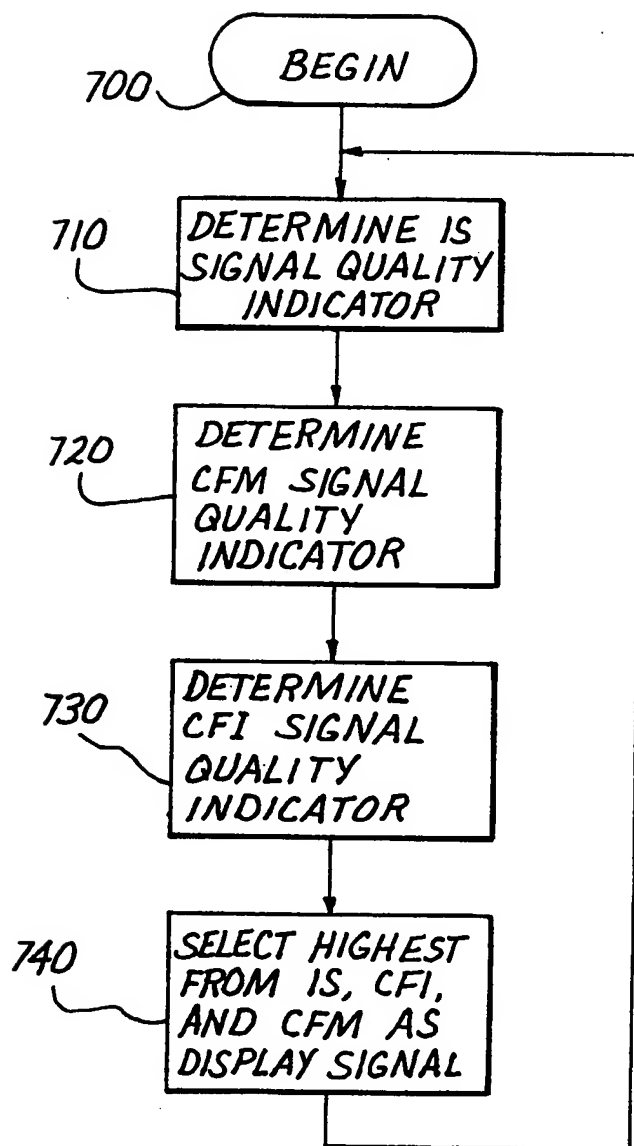 BEGIN
700
710
DETERMINE IS
SIGNAL QUALITY
INDICATOR
720
DETERMINE
CFM SIGNAL
QUALITY
INDICATOR
730
DETERMINE
CFI SIGNAL
QUALITY
INDICATOR
740
SELECT HIGHEST
FROM IS, CFI,
AND CFM AS
DISPLAY SIGNAL